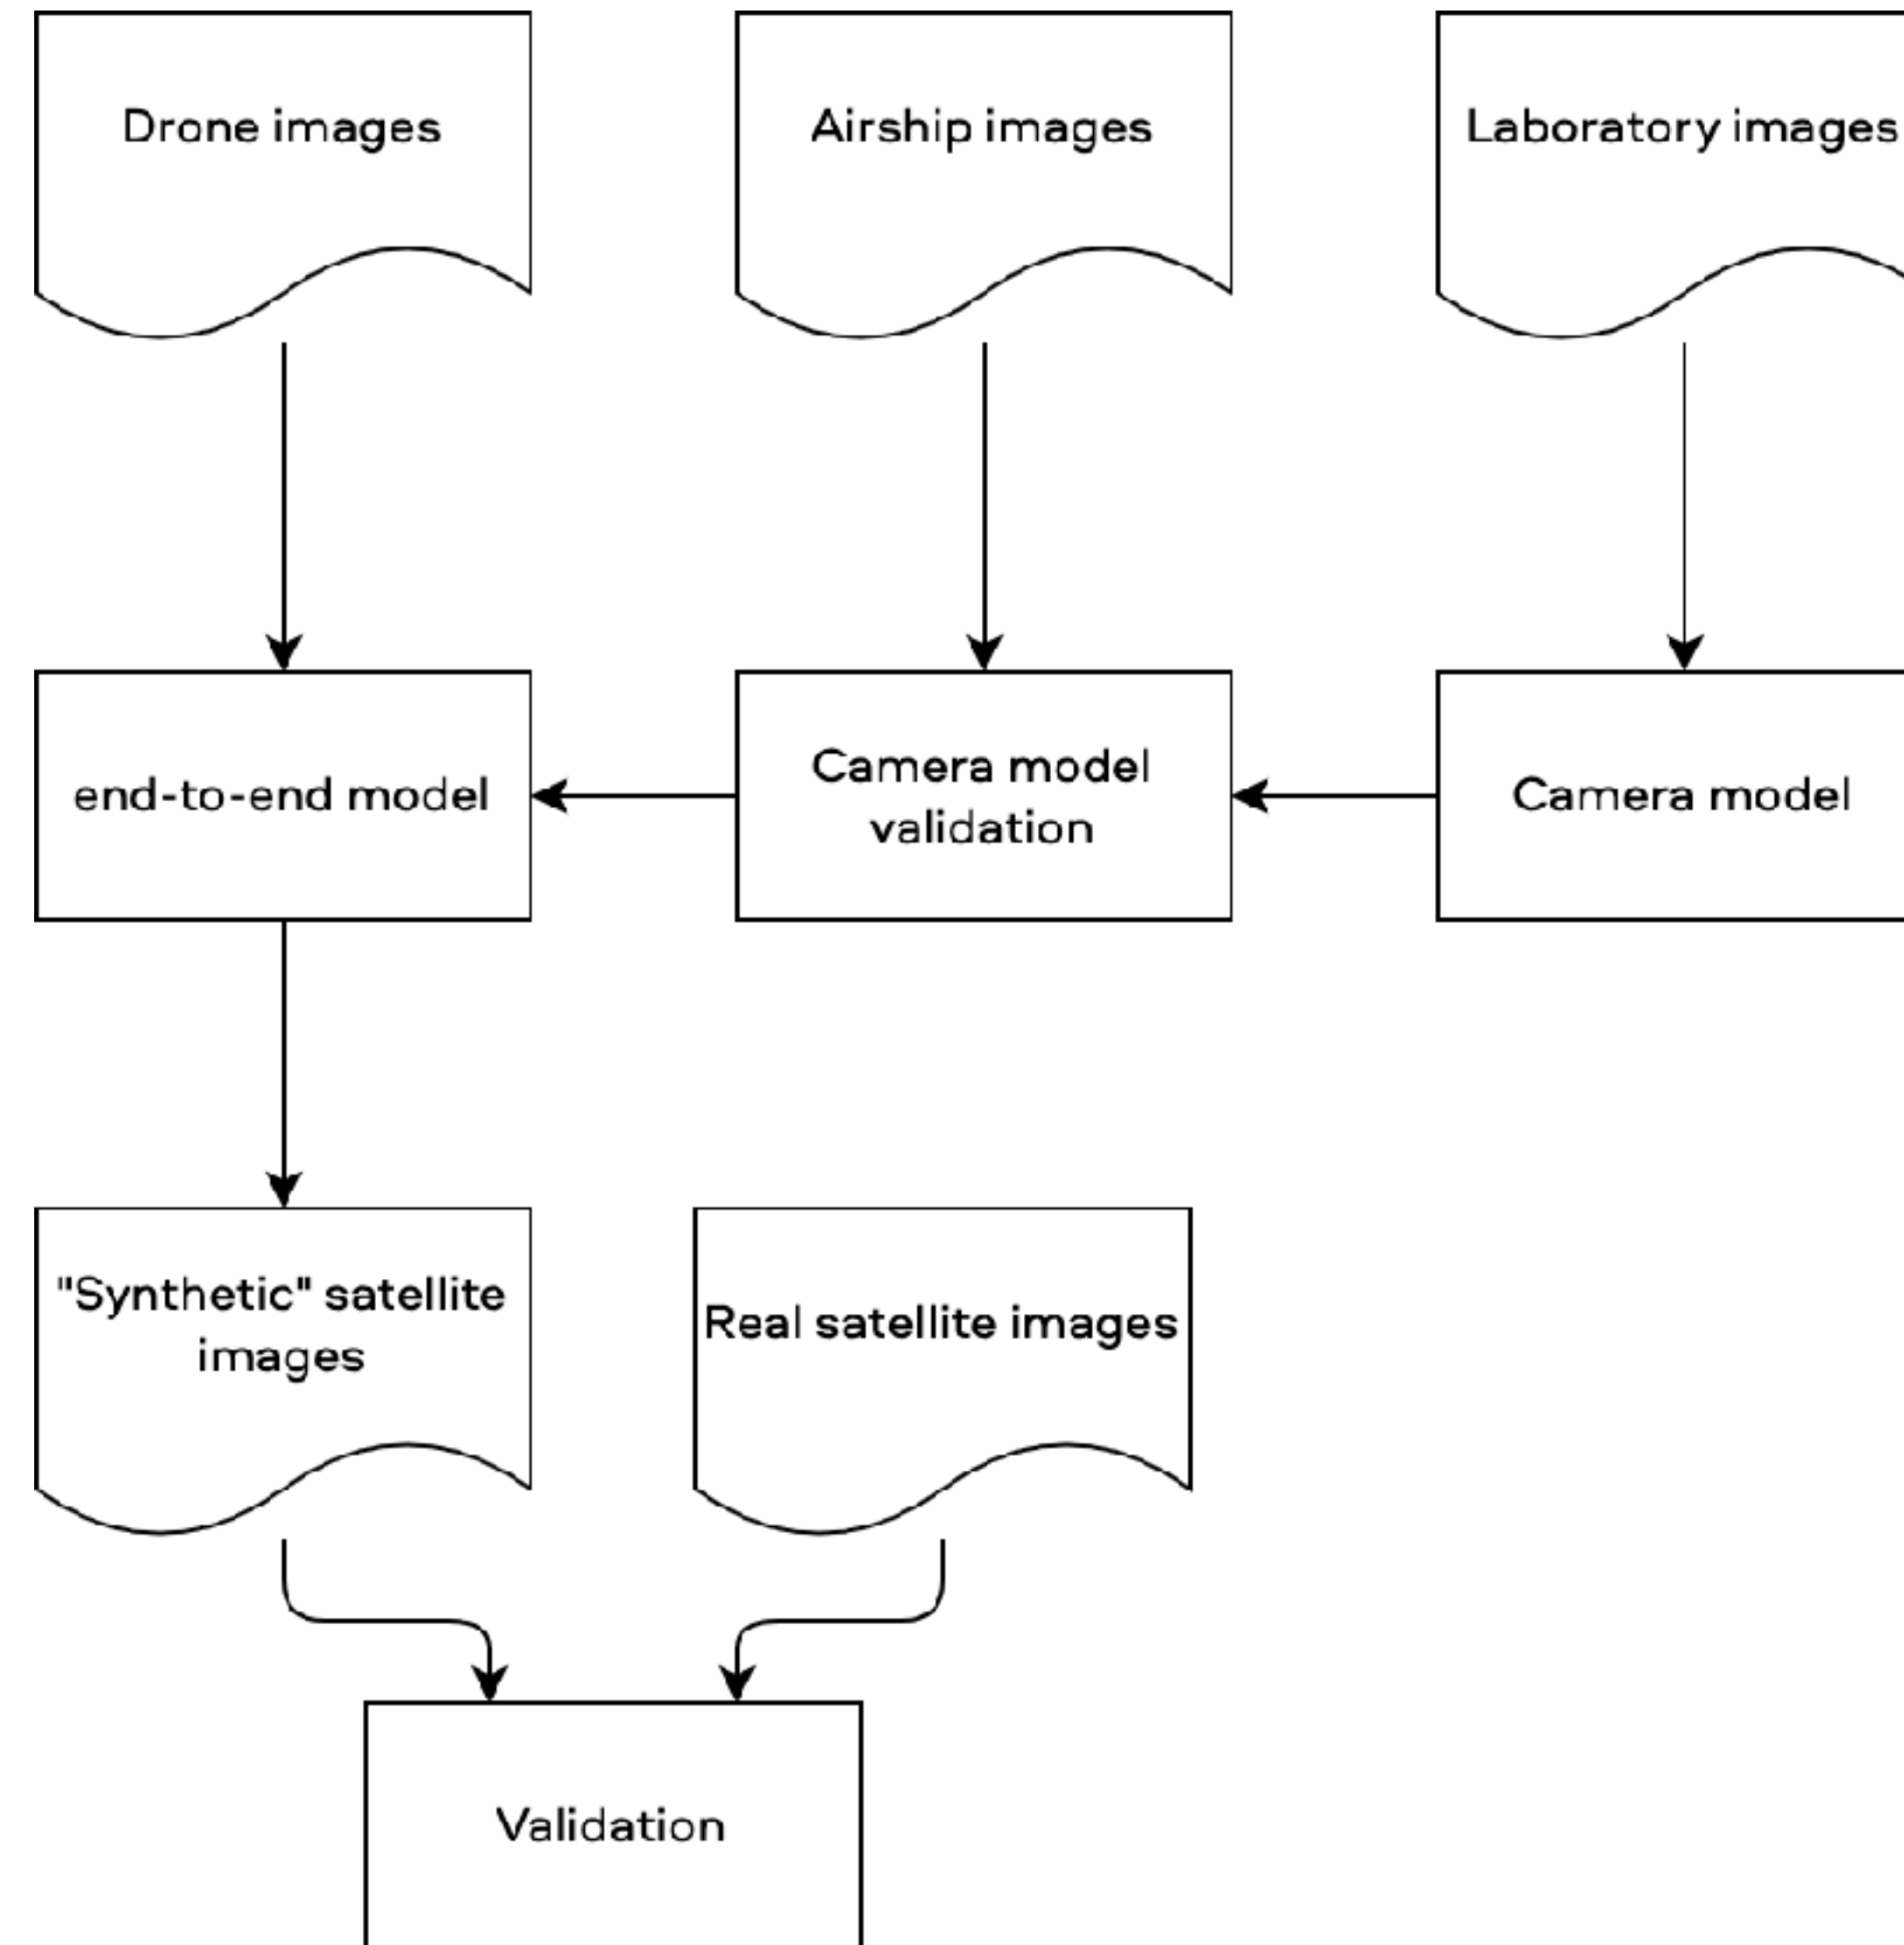 Drone images
Airship images
Laboratory images
end-to-end model
Camera model
validation
Camera model
"Synthetic" satellite
images
Real satellite images
Validation